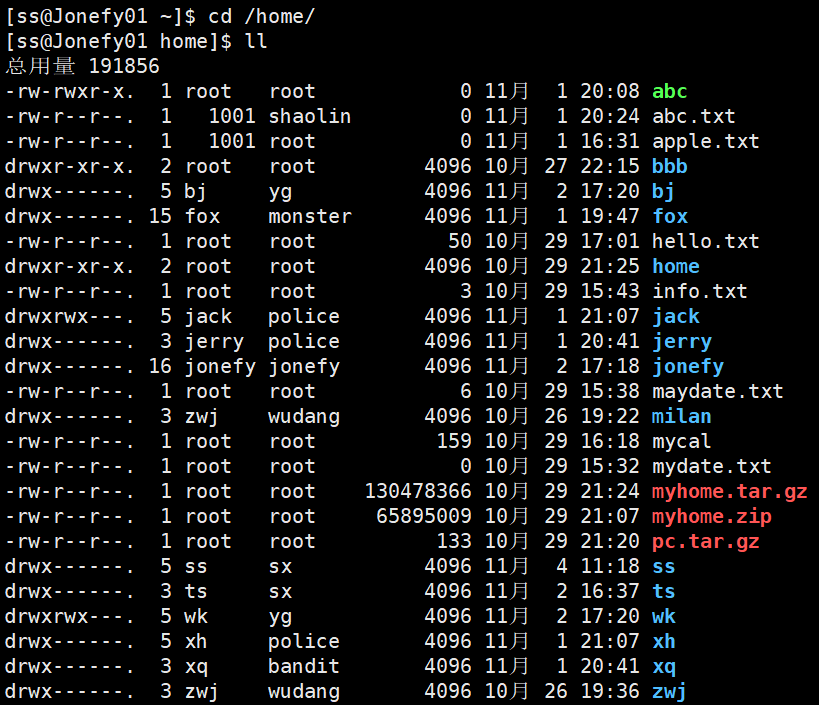 [ss@Jonefy01 ~]$ cd /home/
[ss@Jonefy01 home]$ ll
总用量 191856
-rw-rwxr-x.  1 root   root            0 11月  1 20:08 abc
-rw-r--r--.  1   1001 shaolin         0 11月  1 20:24 abc.txt
-rw-r--r--.  1   1001 root            0 11月  1 16:31 apple.txt
drwxr-xr-x.  2 root   root         4096 10月 27 22:15 bbb
drwx------.  5 bj     yg           4096 11月  2 17:20 bj
drwx------. 15 fox    monster      4096 11月  1 19:47 fox
-rw-r--r--.  1 root   root           50 10月 29 17:01 hello.txt
drwxr-xr-x.  2 root   root         4096 10月 29 21:25 home
-rw-r--r--.  1 root   root            3 10月 29 15:43 info.txt
drwxrwx---.  5 jack   police       4096 11月  1 21:07 jack
drwx------.  3 jerry  police       4096 11月  1 20:41 jerry
drwx------. 16 jonefy jonefy       4096 11月  2 17:18 jonefy
-rw-r--r--.  1 root   root            6 10月 29 15:38 maydate.txt
drwx------.  3 zwj    wudang       4096 10月 26 19:22 milan
-rw-r--r--.  1 root   root          159 10月 29 16:18 mycal
-rw-r--r--.  1 root   root            0 10月 29 15:32 mydate.txt
-rw-r--r--.  1 root   root    130478366 10月 29 21:24 myhome.tar.gz
-rw-r--r--.  1 root   root     65895009 10月 29 21:07 myhome.zip
-rw-r--r--.  1 root   root          133 10月 29 21:20 pc.tar.gz
drwx------.  5 ss     sx           4096 11月  4 11:18 ss
drwx------.  3 ts     sx           4096 11月  2 16:37 ts
drwxrwx---.  5 wk     yg           4096 11月  2 17:20 wk
drwx------.  5 xh     police       4096 11月  1 21:07 xh
drwx------.  3 xq     bandit       4096 11月  1 20:41 xq
drwx------.  3 zwj    wudang       4096 10月 26 19:36 zwj